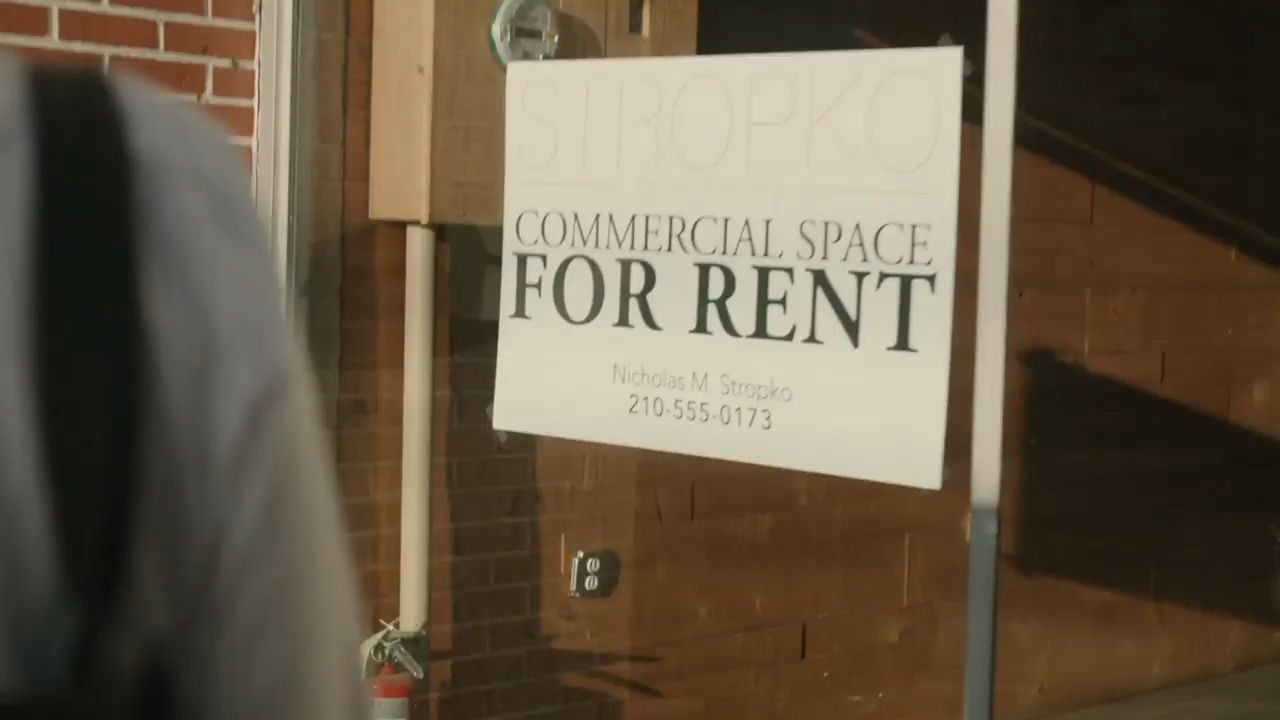 STROPKO
COMMERCIAL SPACE
FOR RENT
Nicholas M. Stropko
210-555-0173